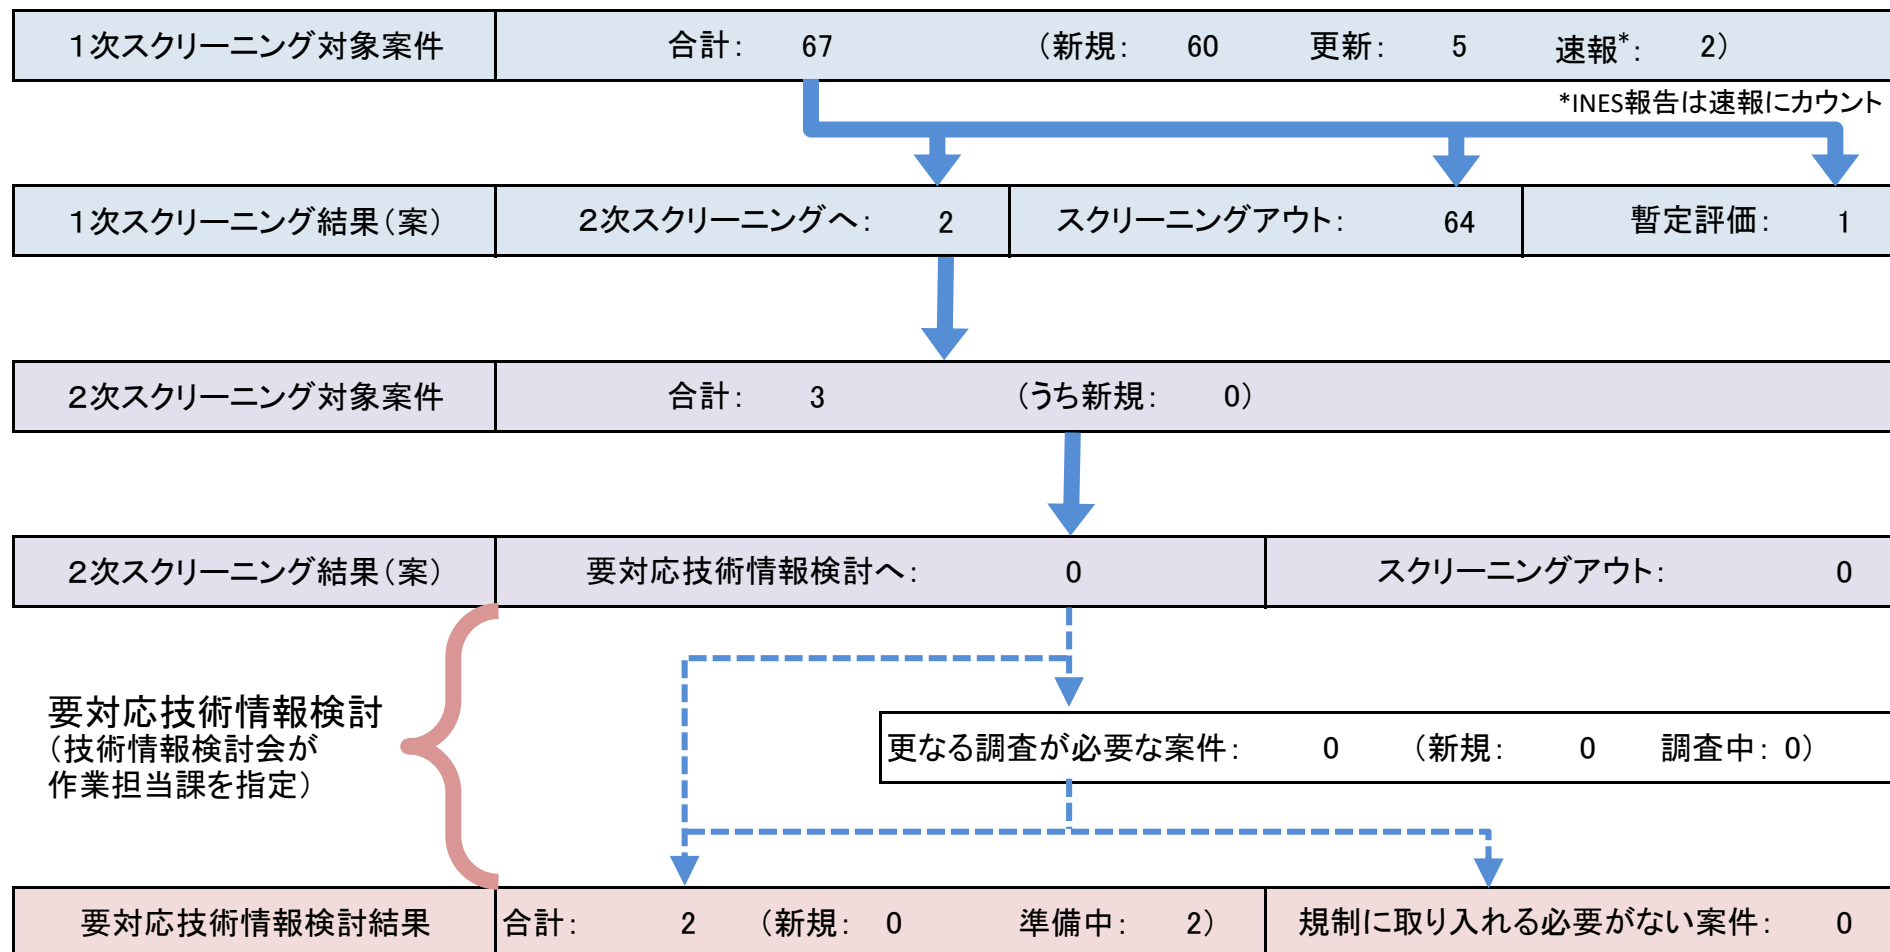 １次スクリーニング対象案件 合計： 67 （新規： 60 更新： 5 速報*： 2）
*INES報告は速報にカウント
１次スクリーニング結果（案） ２次スクリーニングへ： 2 スクリーニングアウト： 64 暫定評価： 1
２次スクリーニング対象案件 合計： 3 （うち新規： 0）
２次スクリーニング結果（案） 要対応技術情報検討へ： 0 スクリーニングアウト： 0
要対応技術情報検討
（技術情報検討会が
作業担当課を指定）
更なる調査が必要な案件： 0 （新規： 0 調査中： 0）
要対応技術情報検討結果 合計： 2 （新規： 0 準備中： 2） 規制に取り入れる必要がない案件： 0